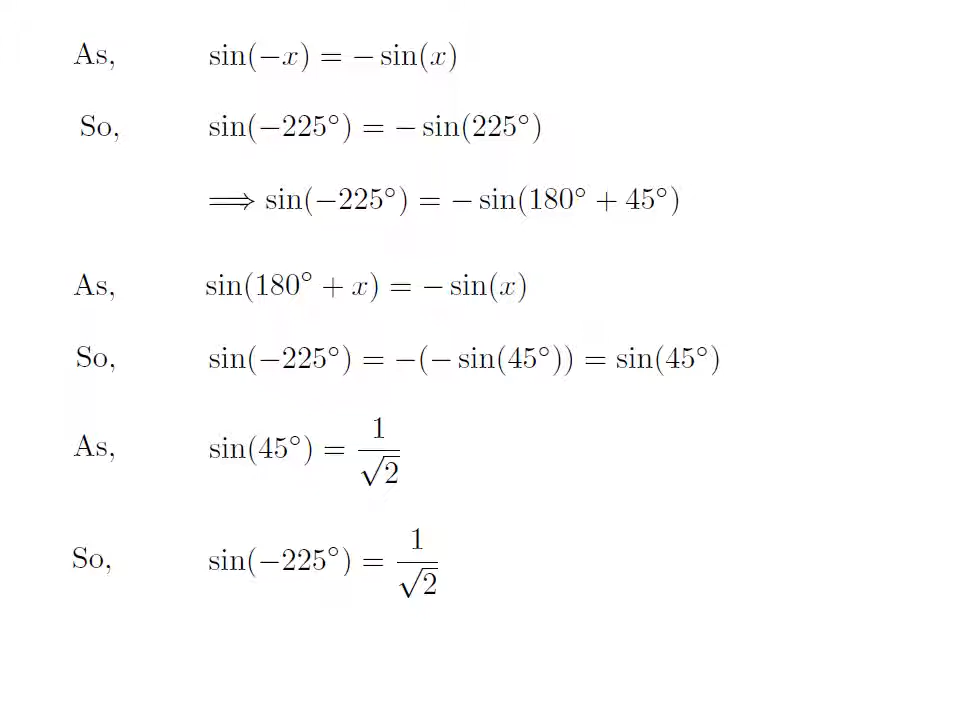 As, sin(−x) = − sin(x)
So, sin(−225°) = − sin(225°)
⟹ sin(−225°) = − sin(180° + 45°)
As, sin(180° + x) = − sin(x)
So, sin(−225°) = −(− sin(45°)) = sin(45°)
As, sin(45°) = 1/√2
So, sin(−225°) = 1/√2